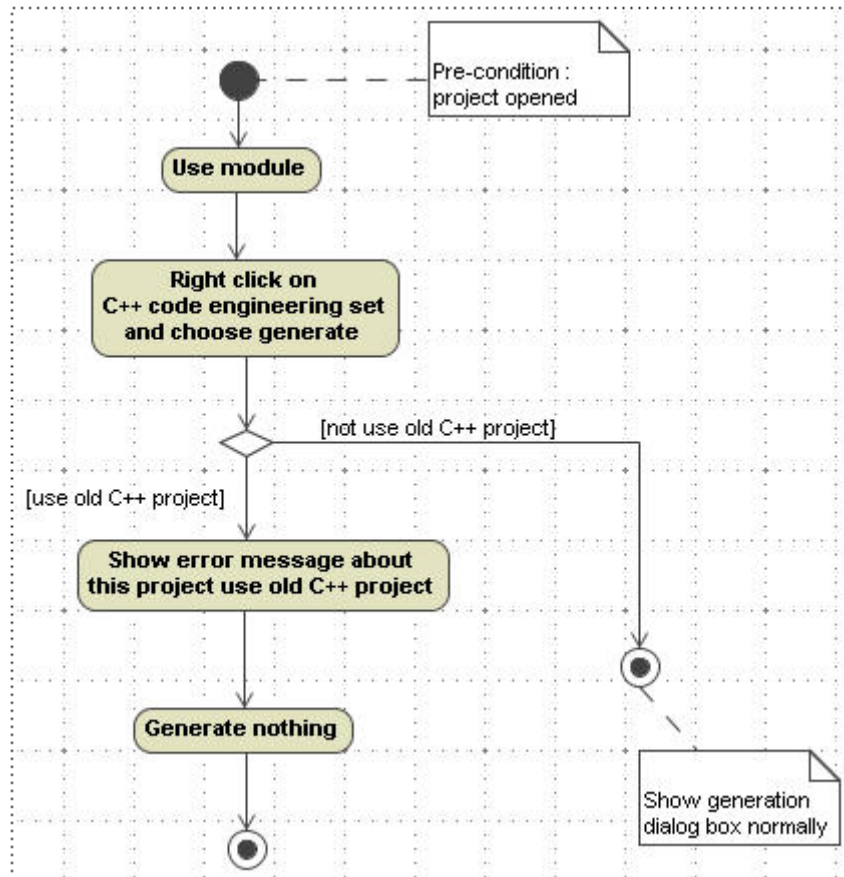 Pre-condition :
project opened
Use module
Right click on
C++ code engineering set
and choose generate
[not use old C++ project]
[use old C++ project]
Show error message about
this project use old C++ project
Generate nothing
Show generation
dialog box normally